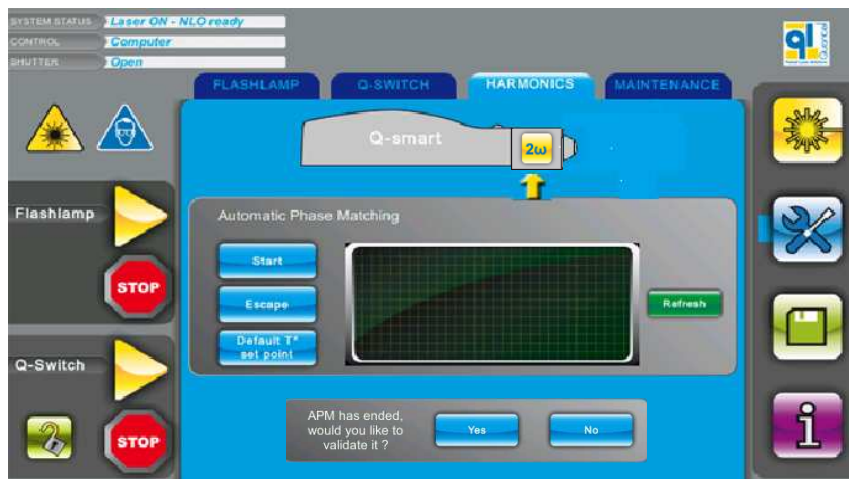 SYSTEM STATUS
Laser ON - NLO ready
CONTROL
Computer
SHUTTER
Open
ql
Quantel
FLASHLAMP
Q-SWITCH
HARMONICS
MAINTENANCE
Q-smart
2ω
Flashlamp
STOP
Automatic Phase Matching
Start
Escape
Default T°
set point
Refresh
Q-Switch
STOP
APM has ended,
would you like to
validate it ?
Yes
No
i